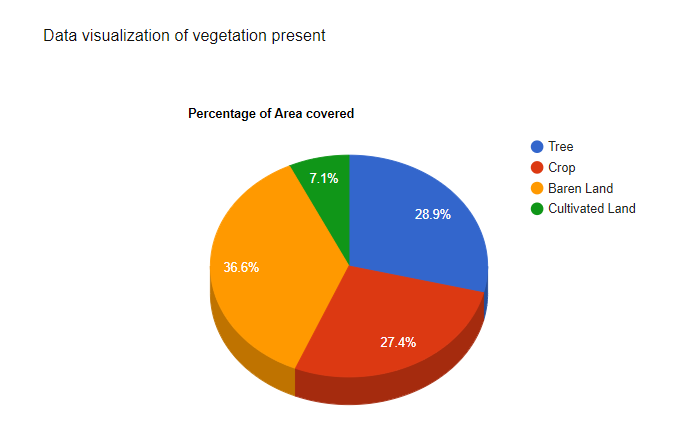 Data visualization of vegetation present
Percentage of Area covered
Tree
Crop
Baren Land
Cultivated Land
7.1%
28.9%
36.6%
27.4%